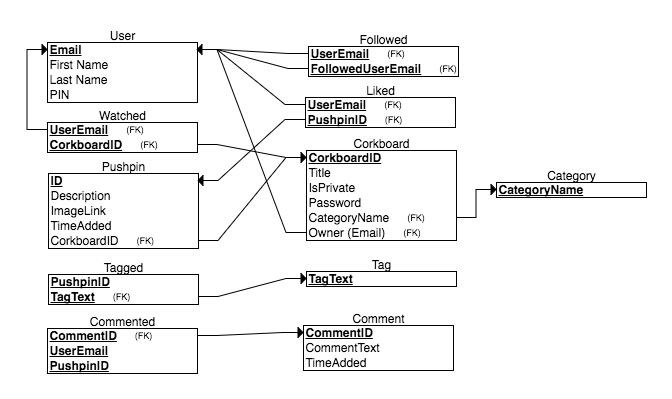 User
Email
First Name
Last Name
PIN
Followed
UserEmail (FK)
FollowedUserEmail (FK)
Liked
UserEmail (FK)
PushpinID (FK)
Watched
UserEmail (FK)
CorkboardID (FK)
Corkboard
CorkboardID
Title
IsPrivate
Password
CategoryName (FK)
Owner (Email) (FK)
Category
CategoryName
Pushpin
ID
Description
ImageLink
TimeAdded
CorkboardID (FK)
Tagged
PushpinID
TagText (FK)
Tag
TagText
Commented
CommentID (FK)
UserEmail
PushpinID
Comment
CommentID
CommentText
TimeAdded